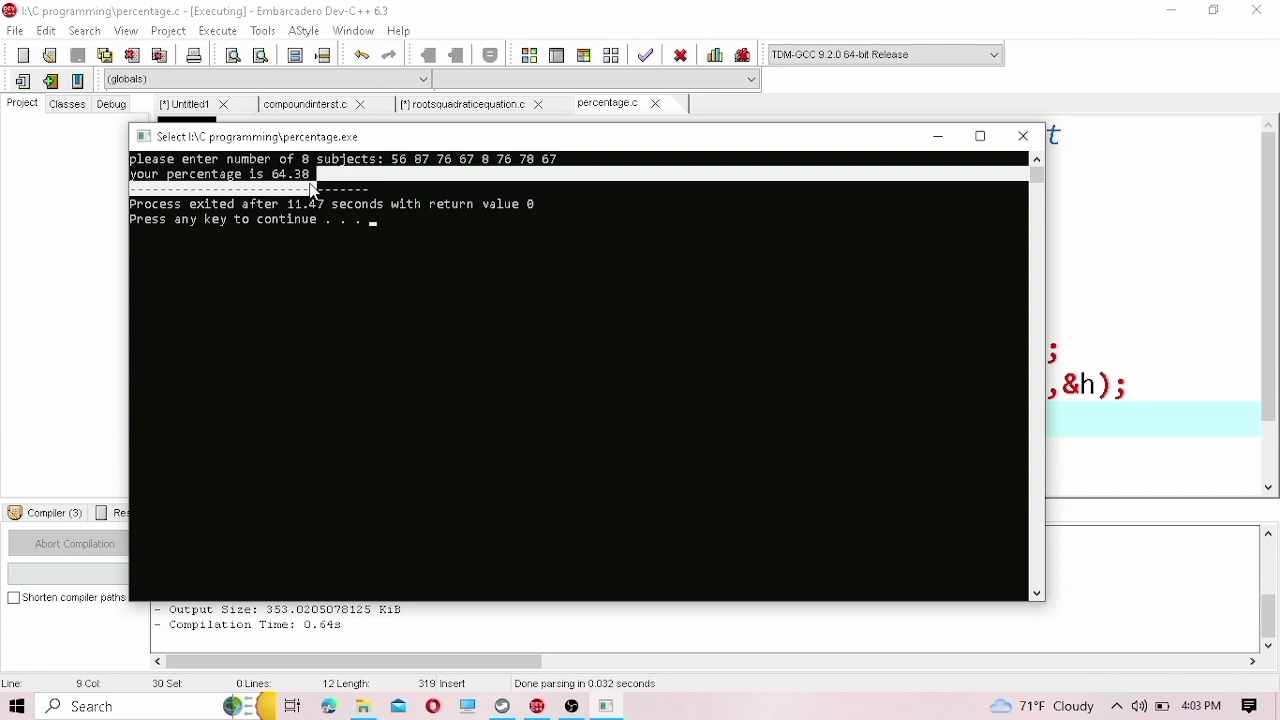 I:\C programming\percentage.c - [Executing] - Embarcadero Dev-C++ 6.3
File Edit Search View Project Execute Tools AStyle Window Help
TDM-GCC 9.2.0 64-bit Release
(globals)
Project Classes Debug [*] Untitled1 compoundinterst.c [*] rootsquadraticequation.c percentage.c
t
Select I:\C programming\percentage.exe
please enter number of 8 subjects: 56 87 76 67 8 76 78 67
your percentage is 64.38
--------------------------------
Process exited after 11.47 seconds with return value 0
Press any key to continue . . .
;
,&h);
Compiler (3) Res
Abort Compilation
Shorten compiler paths
- Output Size: 353.0205078125 KiB
- Compilation Time: 0.64s
Line: 9 Col: 30 Sel: 0 Lines: 12 Length: 319 Insert Done parsing in 0.032 seconds
Search 71°F Cloudy 4:03 PM